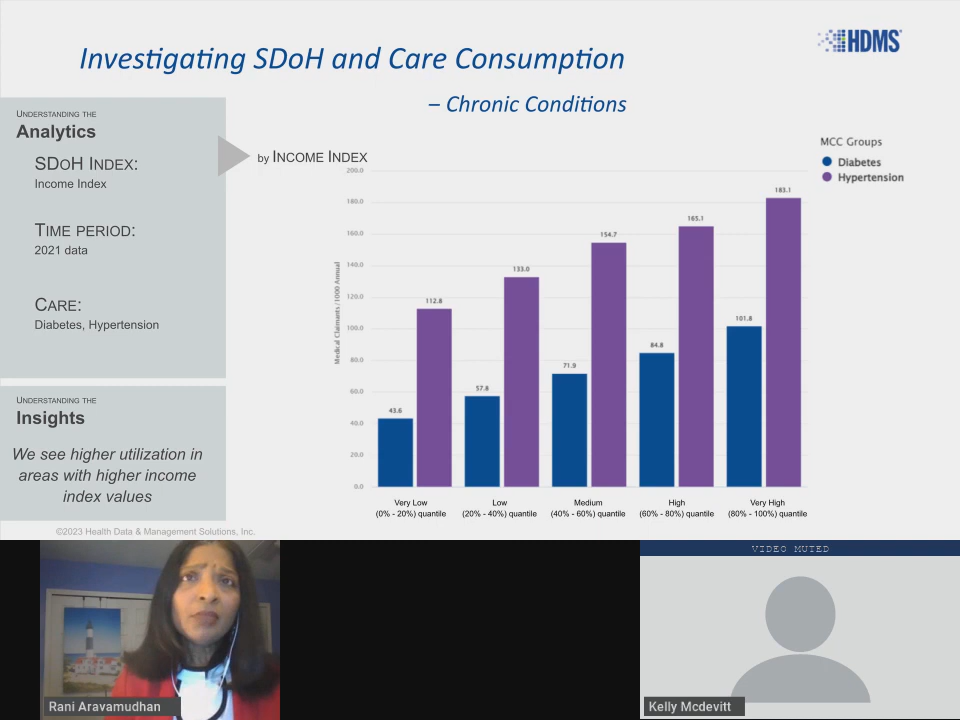 Investigating SDoH and Care Consumption
– Chronic Conditions
HDMS
UNDERSTANDING THE
Analytics
SDOH INDEX:
Income Index
TIME PERIOD:
2021 data
CARE:
Diabetes, Hypertension
UNDERSTANDING THE
Insights
We see higher utilization in
areas with higher income
index values
©2023 Health Data & Management Solutions, Inc.
by INCOME INDEX
MCC Groups
Diabetes
Hypertension
Medical Claimants/1000 Annual
200.0
180.0
160.0
140.0
120.0
100.0
80.0
60.0
40.0
20.0
0.0
43.6
112.8
57.8
133.0
71.9
154.7
84.8
165.1
101.8
183.1
Very Low
(0% - 20%) quantile
Low
(20% - 40%) quantile
Medium
(40% - 60%) quantile
High
(60% - 80%) quantile
Very High
(80% - 100%) quantile
Rani Aravamudhan
VIDEO MUTED
Kelly Mcdevitt